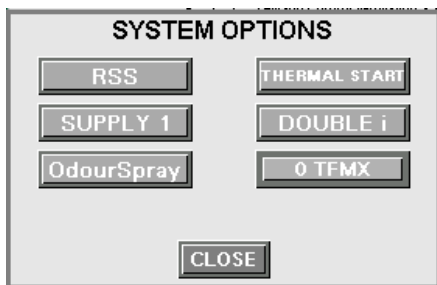 SYSTEM OPTIONS
RSS
THERMAL START
SUPPLY 1
DOUBLE i
OdourSpray
0 TFMX
CLOSE